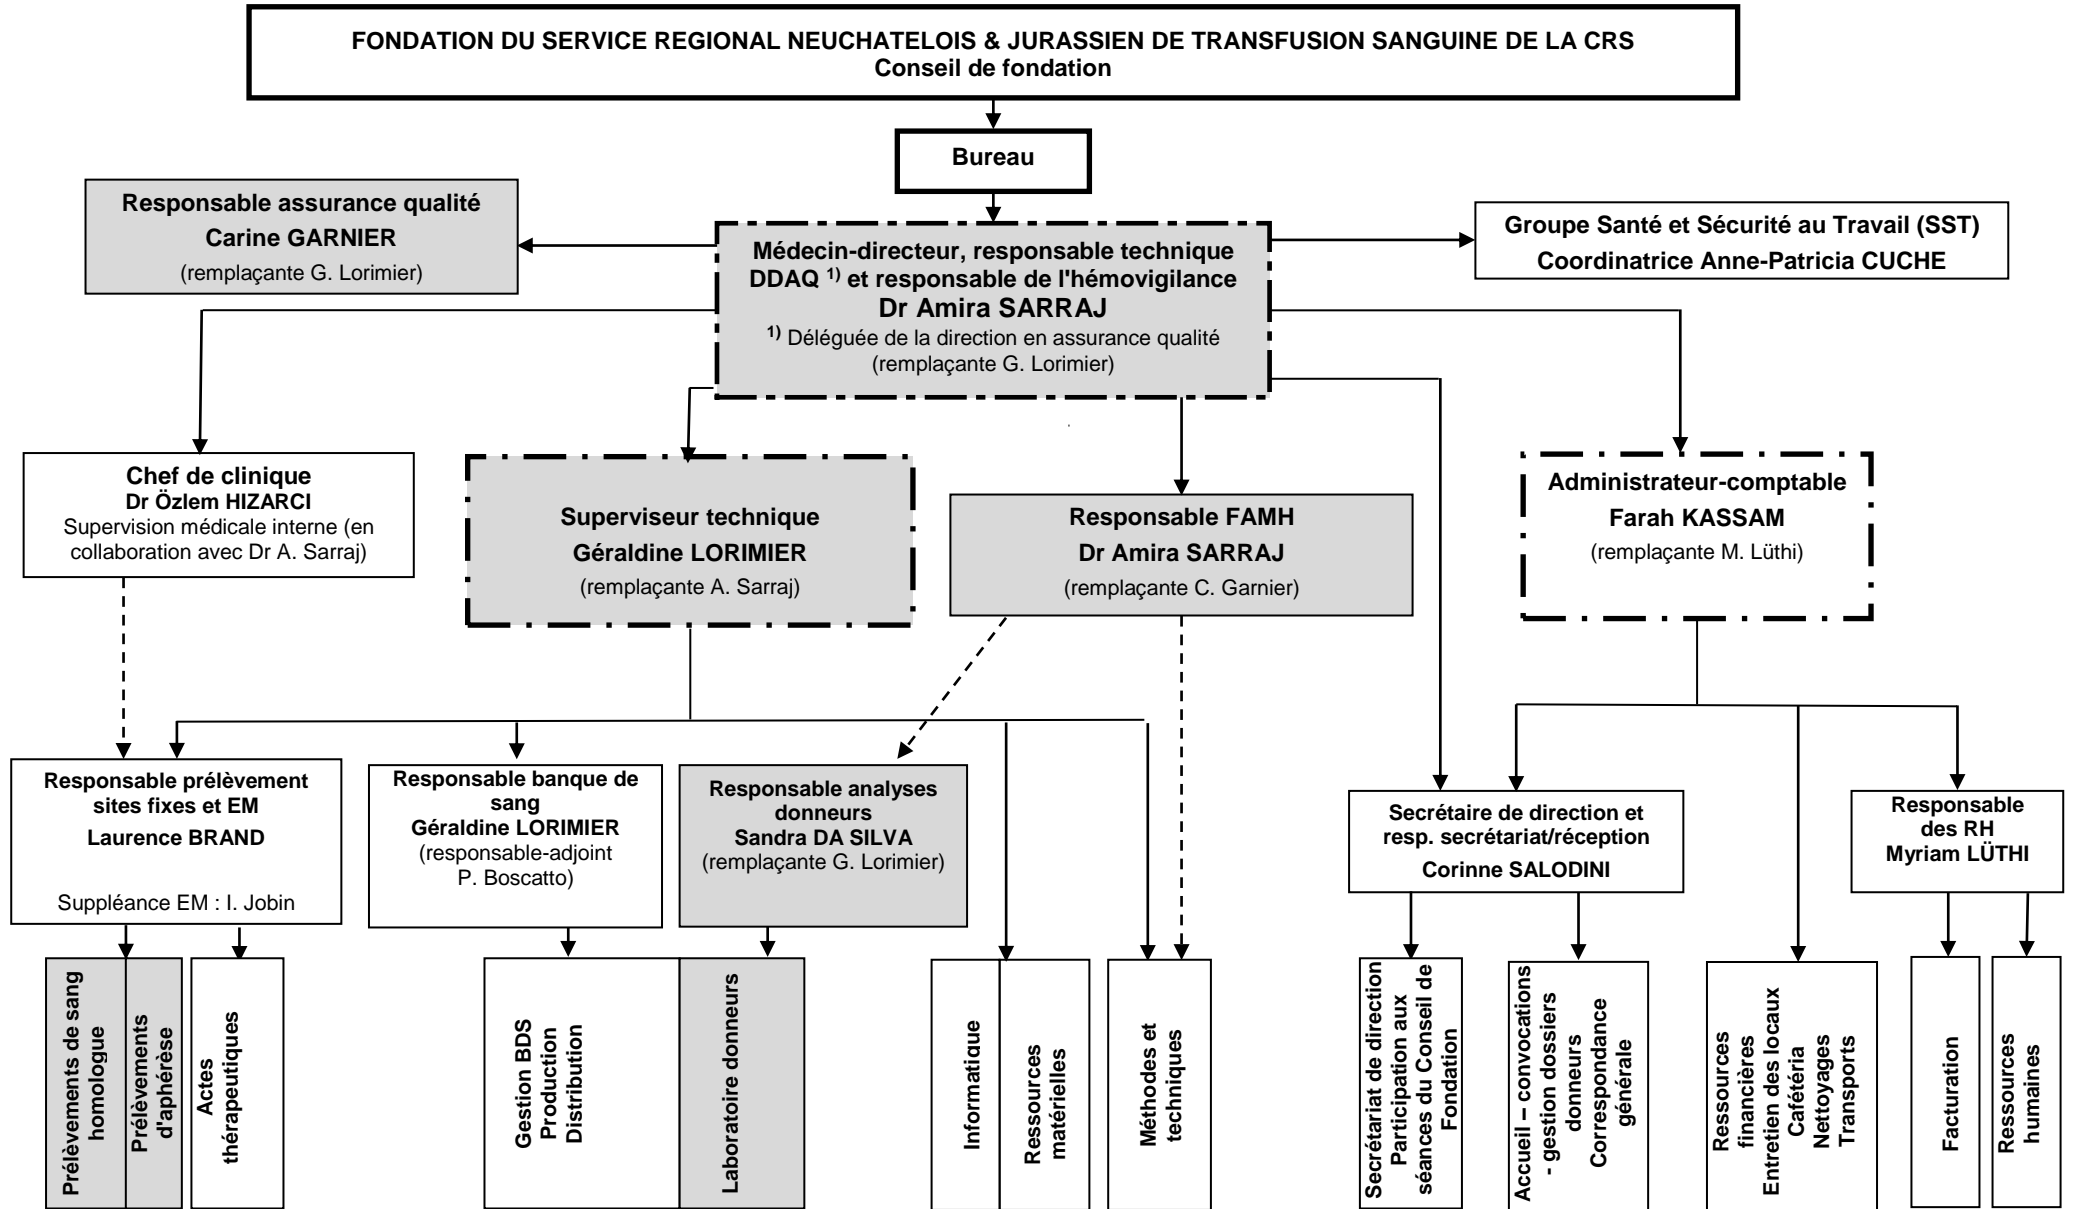 FONDATION DU SERVICE REGIONAL NEUCHATELOIS & JURASSIEN DE TRANSFUSION SANGUINE DE LA CRS
Conseil de fondation
Bureau
Responsable assurance qualité
Carine GARNIER
(remplaçante G. Lorimier)
Médecin-directeur, responsable technique
DDAQ 1) et responsable de l'hémovigilance
Dr Amira SARRAJ
1) Déléguée de la direction en assurance qualité
(remplaçante G. Lorimier)
Groupe Santé et Sécurité au Travail (SST)
Coordinatrice Anne-Patricia CUCHE
Chef de clinique
Dr Özlem HIZARCI
Supervision médicale interne (en
collaboration avec Dr A. Sarraj)
Superviseur technique
Géraldine LORIMIER
(remplaçante A. Sarraj)
Responsable FAMH
Dr Amira SARRAJ
(remplaçante C. Garnier)
Administrateur-comptable
Farah KASSAM
(remplaçante M. Lüthi)
Responsable prélèvement
sites fixes et EM
Laurence BRAND
Suppléance EM : I. Jobin
Responsable banque de
sang
Géraldine LORIMIER
(responsable-adjoint
P. Boscatto)
Responsable analyses
donneurs
Sandra DA SILVA
(remplaçante G. Lorimier)
Secrétaire de direction et
resp. secrétariat/réception
Corinne SALODINI
Responsable
des RH
Myriam LÜTHI
Prélèvements de sang
homologue
Prélèvements
d'aphérèse
Actes
thérapeutiques
Gestion BDS
Production
Distribution
Laboratoire donneurs
Informatique
Ressources
matérielles
Méthodes et
techniques
Secrétariat de direction
Participation aux
séances du Conseil de
Fondation
Accueil – convocations
- gestion dossiers
donneurs
Correspondance
générale
Ressources
financières
Entretien des locaux
Cafétéria
Nettoyages
Transports
Facturation
Ressources
humaines